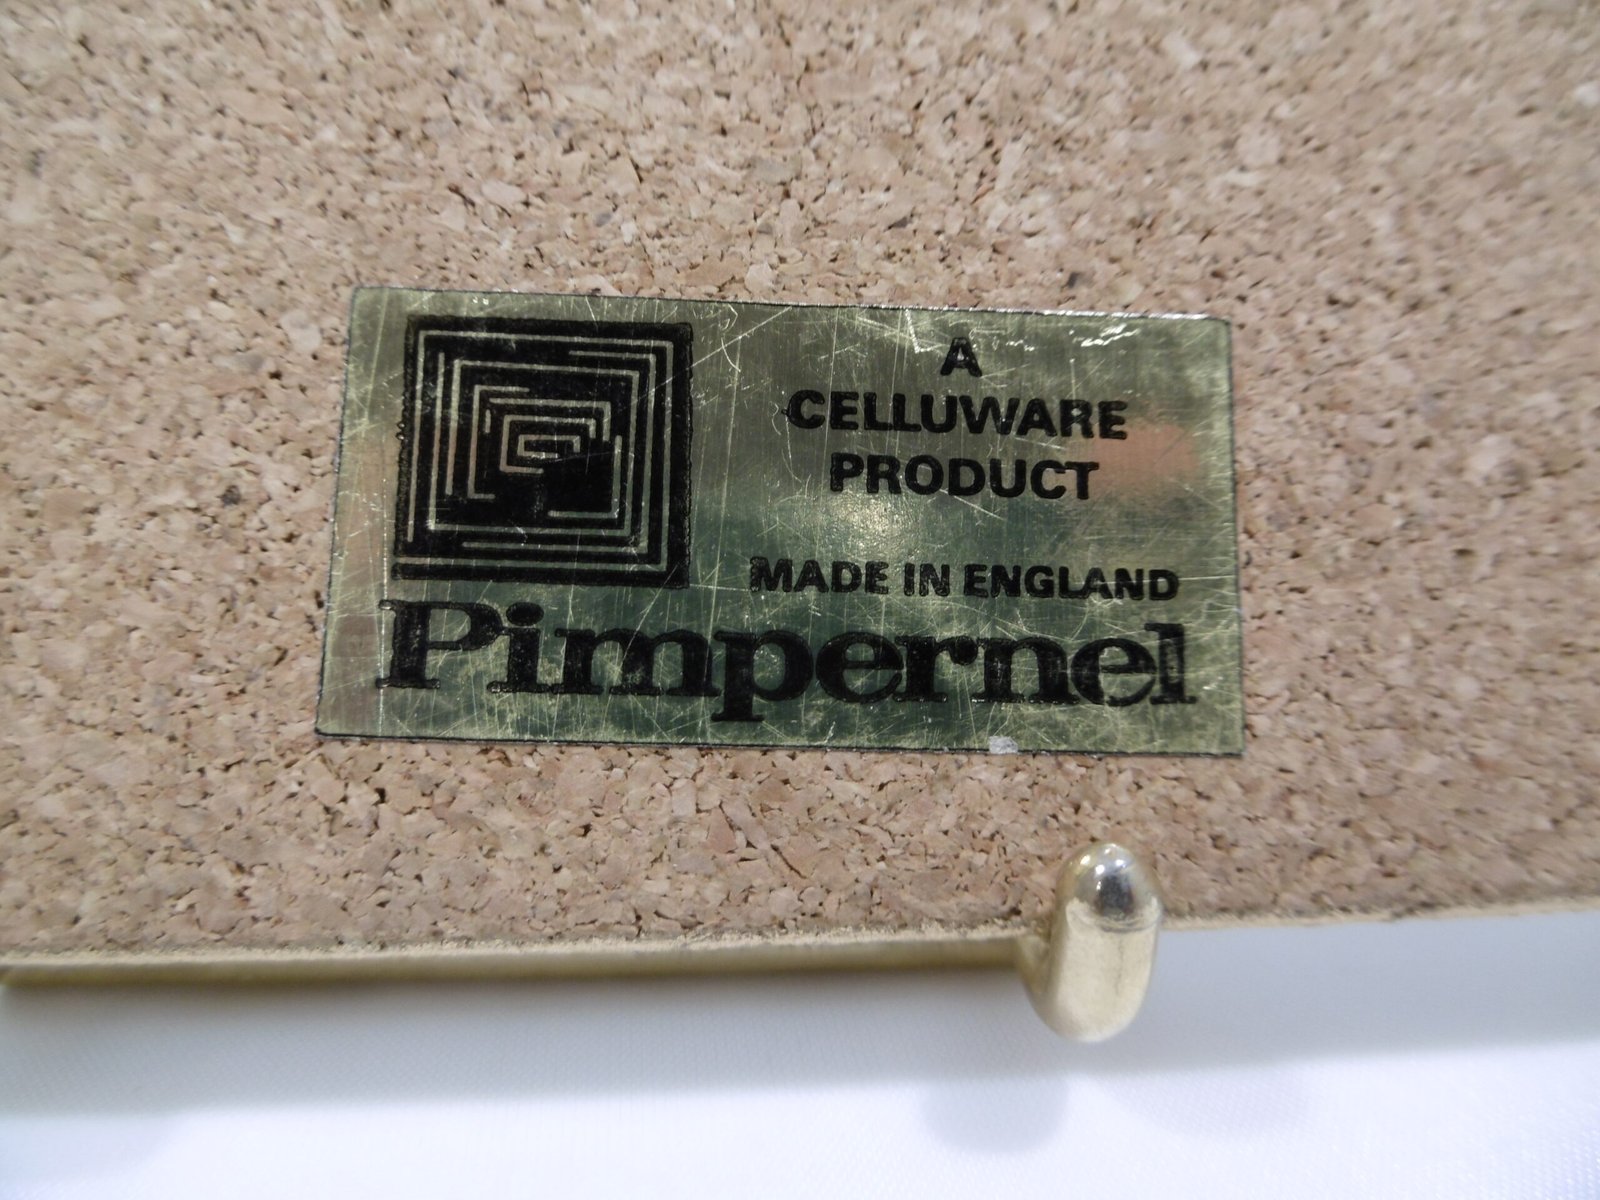 A
CELLUWARE
PRODUCT
MADE IN ENGLAND
Pimpernel